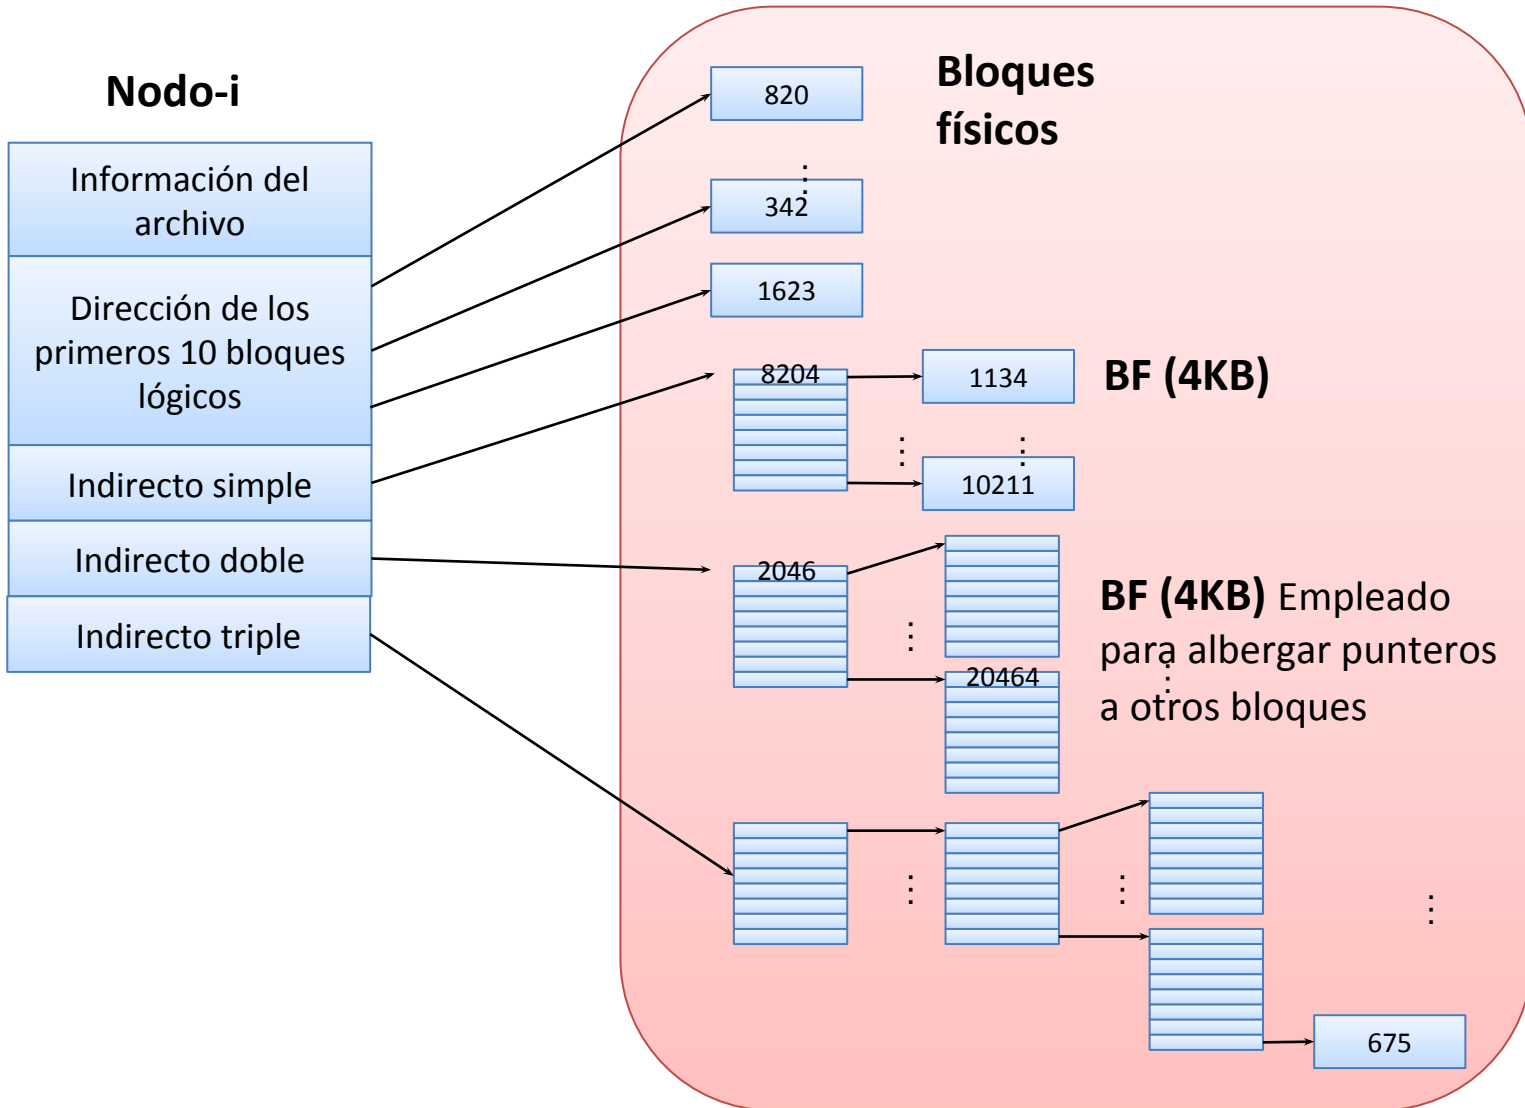 Nodo-i
Información del
archivo
Dirección de los
primeros 10 bloques
lógicos
Indirecto simple
Indirecto doble
Indirecto triple
Bloques
físicos
820
⋮
342
1623
8204
1134
BF (4KB)
⋮ ⋮
10211
2046
⋮
20464
BF (4KB) Empleado
para albergar punteros
⋮
a otros bloques
⋮ ⋮ ⋮
675